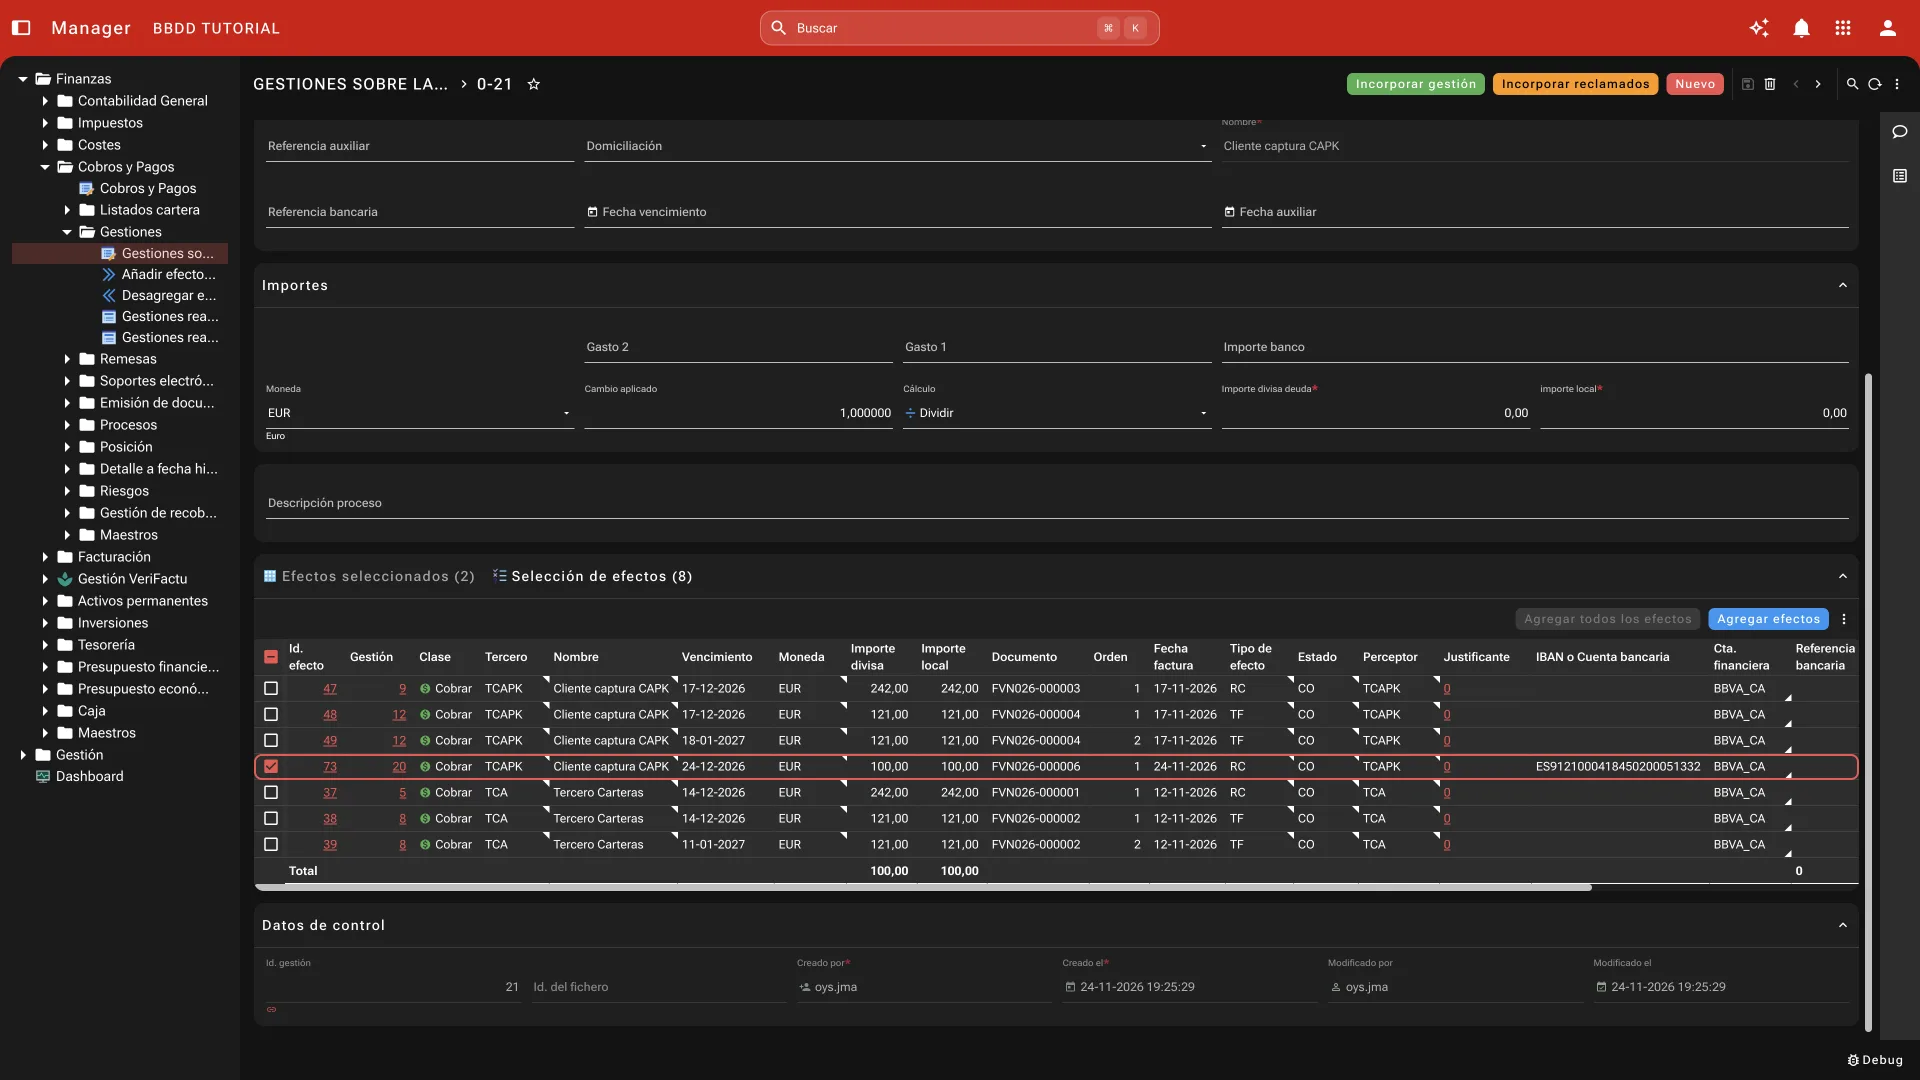 Manager
BBDD TUTORIAL
Buscar
⌘ K
Finanzas
Contabilidad General
Impuestos
Costes
Cobros y Pagos
Cobros y Pagos
Listados cartera
Gestiones
Gestiones so...
Añadir efecto...
Desagregar e...
Gestiones rea...
Gestiones rea...
Remesas
Soportes electró...
Emisión de docu...
Procesos
Posición
Detalle a fecha hi...
Riesgos
Gestión de recob...
Maestros
Facturación
Gestión VeriFactu
Activos permanentes
Inversiones
Tesorería
Presupuesto financie...
Presupuesto econó...
Caja
Maestros
Gestión
Dashboard
GESTIONES SOBRE LA... > 0-21
Incorporar gestión
Incorporar reclamados
Nuevo
Nombre*
Referencia auxiliar
Domiciliación
Cliente captura CAPK
Referencia bancaria
Fecha vencimiento
Fecha auxiliar
Importes
Gasto 2
Gasto 1
Importe banco
Moneda
Cambio aplicado
Cálculo
Importe divisa deuda*
importe local*
EUR
1,000000
Dividir
0,00
0,00
Euro
Descripción proceso
Efectos seleccionados (2)
Selección de efectos (8)
Agregar todos los efectos
Agregar efectos
Id. efecto Gestión Clase Tercero Nombre Vencimiento Moneda Importe divisa Importe local Documento Orden Fecha factura Tipo de efecto Estado Perceptor Justificante IBAN o Cuenta bancaria Cta. financiera Referencia bancaria
47 9 Cobrar TCAPK Cliente captura CAPK 17-12-2026 EUR 242,00 242,00 FVN026-000003 1 17-11-2026 RC CO TCAPK 0 BBVA_CA
48 12 Cobrar TCAPK Cliente captura CAPK 17-12-2026 EUR 121,00 121,00 FVN026-000004 1 17-11-2026 TF CO TCAPK 0 BBVA_CA
49 12 Cobrar TCAPK Cliente captura CAPK 18-01-2027 EUR 121,00 121,00 FVN026-000004 2 17-11-2026 TF CO TCAPK 0 BBVA_CA
73 20 Cobrar TCAPK Cliente captura CAPK 24-12-2026 EUR 100,00 100,00 FVN026-000006 1 24-11-2026 RC CO TCAPK 0 ES9121000418450200051332 BBVA_CA
37 5 Cobrar TCA Tercero Carteras 14-12-2026 EUR 242,00 242,00 FVN026-000001 1 12-11-2026 RC CO TCA 0 BBVA_CA
38 8 Cobrar TCA Tercero Carteras 14-12-2026 EUR 121,00 121,00 FVN026-000002 1 12-11-2026 TF CO TCA 0 BBVA_CA
39 8 Cobrar TCA Tercero Carteras 11-01-2027 EUR 121,00 121,00 FVN026-000002 2 12-11-2026 TF CO TCA 0 BBVA_CA
Total 100,00 100,00 0
Datos de control
Id. gestión
Creado por*
Creado el*
Modificado por
Modificado el
21
Id. del fichero
oys.jma
24-11-2026 19:25:29
oys.jma
24-11-2026 19:25:29
Debug